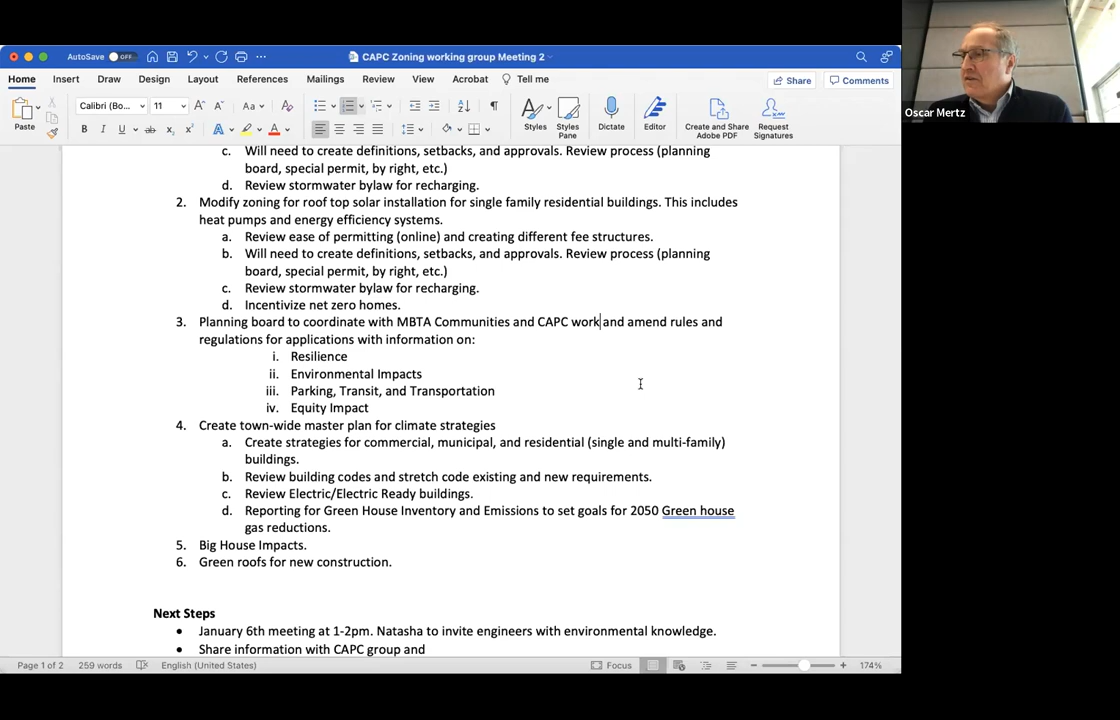 AutoSave OFF
CAPC Zoning working group Meeting 2
Home Insert Draw Design Layout References Mailings Review View Acrobat Tell me
Share Comments
Paste
Calibri (Bo... 11
Styles
Styles Pane
Dictate
Editor
Create and Share Adobe PDF
Request Signatures
Oscar Mertz
c. Will need to create definitions, setbacks, and approvals. Review process (planning
board, special permit, by right, etc.)
d. Review stormwater bylaw for recharging.
2. Modify zoning for roof top solar installation for single family residential buildings. This includes
heat pumps and energy efficiency systems.
a. Review ease of permitting (online) and creating different fee structures.
b. Will need to create definitions, setbacks, and approvals. Review process (planning
board, special permit, by right, etc.)
c. Review stormwater bylaw for recharging.
d. Incentivize net zero homes.
3. Planning board to coordinate with MBTA Communities and CAPC work and amend rules and
regulations for applications with information on:
i. Resilience
ii. Environmental Impacts
iii. Parking, Transit, and Transportation
iv. Equity Impact
4. Create town-wide master plan for climate strategies
a. Create strategies for commercial, municipal, and residential (single and multi-family)
buildings.
b. Review building codes and stretch code existing and new requirements.
c. Review Electric/Electric Ready buildings.
d. Reporting for Green House Inventory and Emissions to set goals for 2050 Green house
gas reductions.
5. Big House Impacts.
6. Green roofs for new construction.
Next Steps
• January 6th meeting at 1-2pm. Natasha to invite engineers with environmental knowledge.
• Share information with CAPC group and
Page 1 of 2 259 words English (United States) Focus 174%